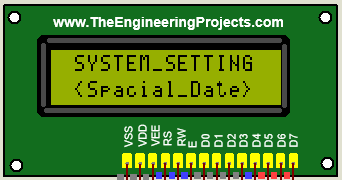 www.TheEngineeringProjects.com
SYSTEM_SETTING
(Spacial_Date)
VSS
VDD
VEE
RS
RW
E
D0
D1
D2
D3
D4
D5
D6
D7